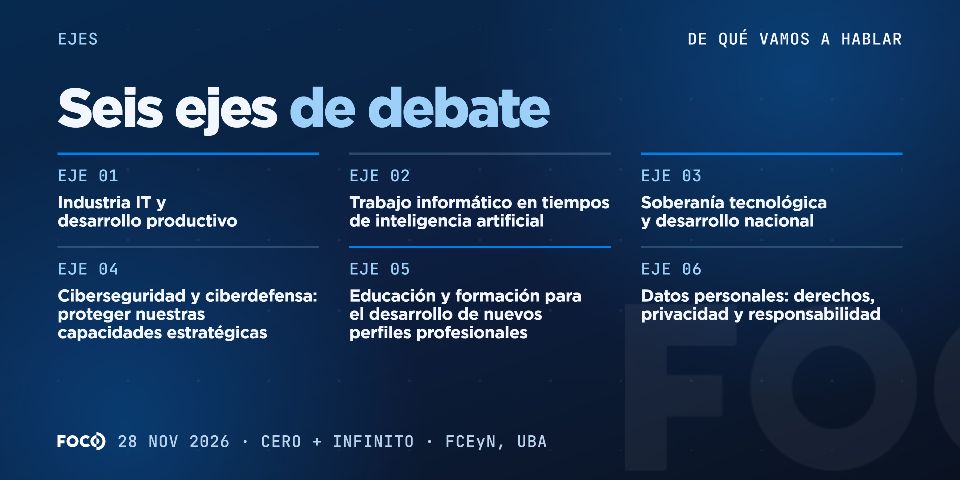 EJES
DE QUÉ VAMOS A HABLAR
Seis ejes de debate
EJE 01
Industria IT y
desarrollo productivo
EJE 02
Trabajo informático en tiempos
de inteligencia artificial
EJE 03
Soberanía tecnológica
y desarrollo nacional
EJE 04
Ciberseguridad y ciberdefensa:
proteger nuestras
capacidades estratégicas
EJE 05
Educación y formación para
el desarrollo de nuevos
perfiles profesionales
EJE 06
Datos personales: derechos,
privacidad y responsabilidad
FOCO
FOCO 28 NOV 2026 · CERO + INFINITO · FCEyN, UBA